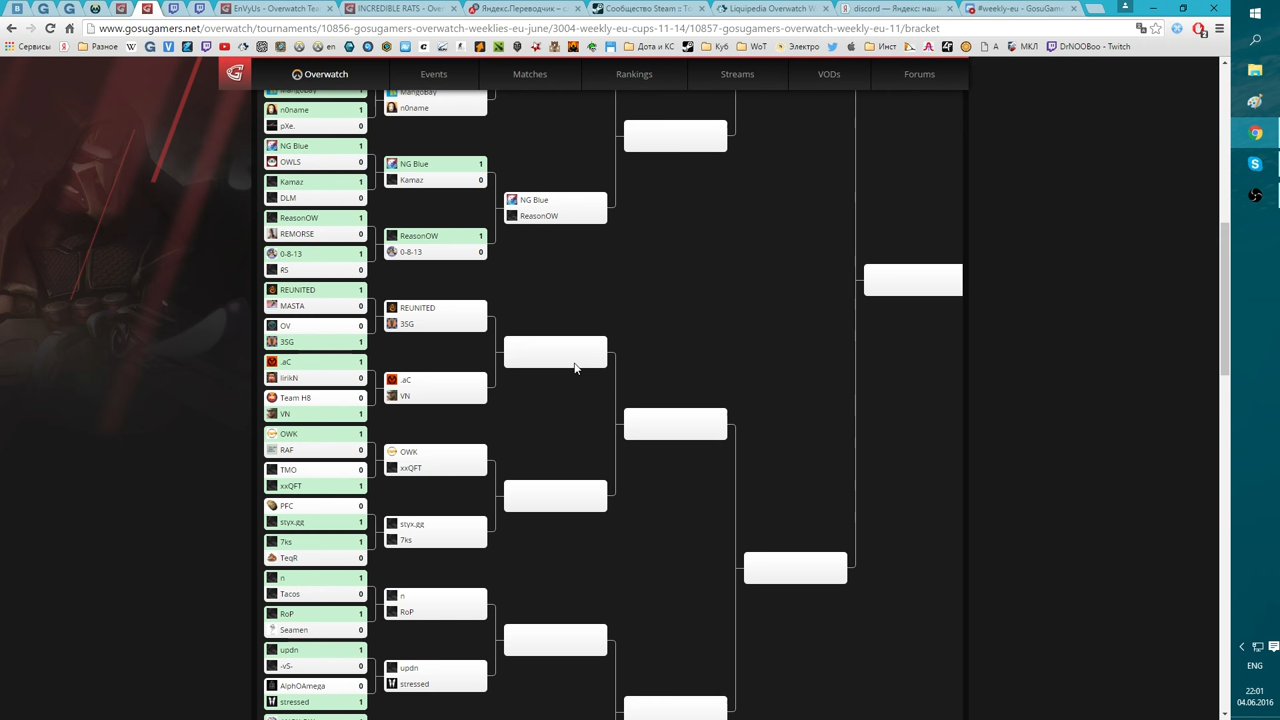 EnVyUs - Overwatch Tea
INCREDIBLE RATS - Over
Яндекс.Переводчик – с
Сообщество Steam :: То
Liquipedia Overwatch W
discord — Яндекс: наш
#weekly-eu - GosuGame
www.gosugamers.net/overwatch/tournaments/10856-gosugamers-overwatch-weeklies-eu-june/3004-weekly-eu-cups-11-14/10857-gosugamers-overwatch-weekly-eu-11/bracket
Сервисы
Разное
en
Дота и КС
Куб
WoT
Электро
Инст
А
МКЛ
DrNOOBoo - Twitch
Overwatch
Events
Matches
Rankings
Streams
VODs
Forums
Mangobay 1
n0name 1
pXe. 0
NG Blue 1
OWLS 0
Kamaz 1
DLM 0
ReasonOW 1
REMORSE 0
0-8-13 1
RS 0
REUNITED 1
MASTA 0
OV 0
3SG 1
.aC 1
lirikN 0
Team H8 0
VN 1
OWK 1
RAF 0
TMO 0
xxQFT 1
PFC 0
styx.gg 1
7ks 1
TeqR 0
n 1
Tacos 0
RoP 1
Seamen 0
updn 1
-vS- 0
AlphOAmega 0
stressed 1
Mangobay
n0name
NG Blue 1
Kamaz 0
ReasonOW 1
0-8-13 0
REUNITED
3SG
.aC
VN
OWK
xxQFT
styx.gg
7ks
n
RoP
updn
stressed
NG Blue
ReasonOW
ENG
22:01
04.06.2016